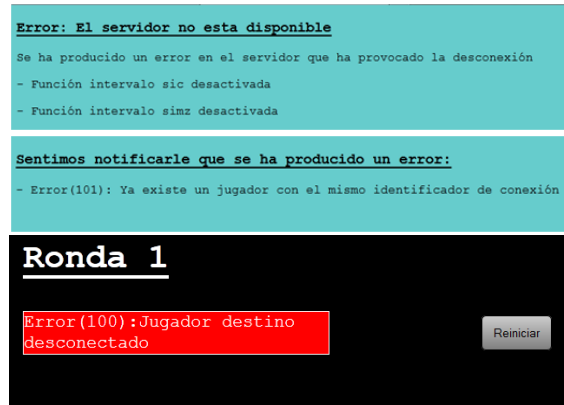 Error: El servidor no esta disponible
Se ha producido un error en el servidor que ha provocado la desconexión
- Función intervalo sic desactivada
- Función intervalo simz desactivada
Sentimos notificarle que se ha producido un error:
- Error(101): Ya existe un jugador con el mismo identificador de conexión
Ronda 1
Error(100):Jugador destino
desconectado
Reiniciar